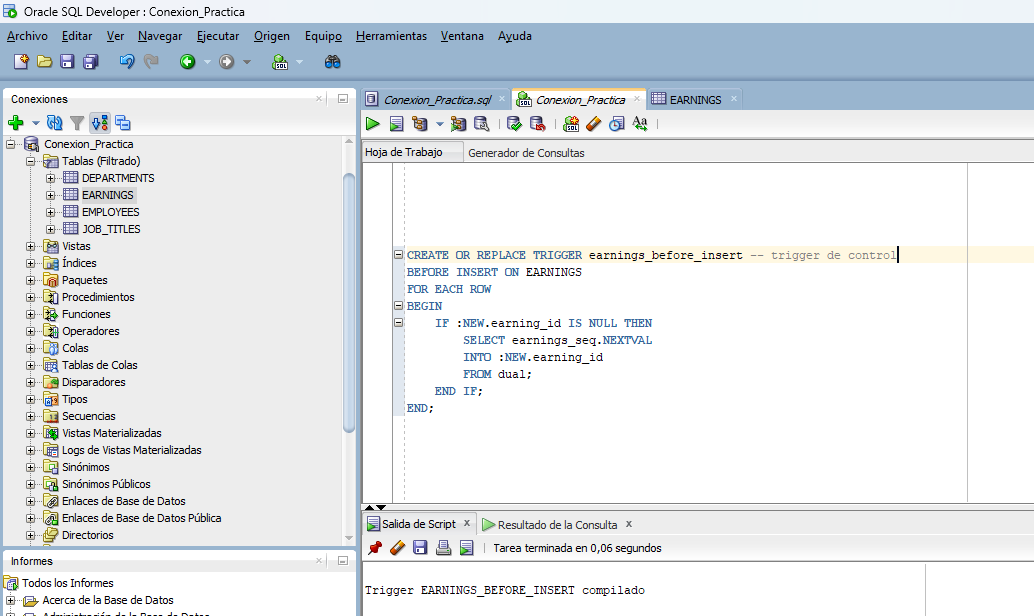 Oracle SQL Developer : Conexion_Practica
Archivo Editar Ver Navegar Ejecutar Origen Equipo Herramientas Ventana Ayuda
Conexiones
Conexion_Practica
Tablas (Filtrado)
DEPARTMENTS
EARNINGS
EMPLOYEES
JOB_TITLES
Vistas
Índices
Paquetes
Procedimientos
Funciones
Operadores
Colas
Tablas de Colas
Disparadores
Tipos
Secuencias
Vistas Materializadas
Logs de Vistas Materializadas
Sinónimos
Sinónimos Públicos
Enlaces de Base de Datos
Enlaces de Base de Datos Pública
Directorios
Informes
Todos los Informes
Acerca de la Base de Datos
Administración de la Base de Datos
Conexion_Practica.sql Conexion_Practica EARNINGS
Hoja de Trabajo Generador de Consultas
CREATE OR REPLACE TRIGGER earnings_before_insert -- trigger de control
BEFORE INSERT ON EARNINGS
FOR EACH ROW
BEGIN
IF :NEW.earning_id IS NULL THEN
SELECT earnings_seq.NEXTVAL
INTO :NEW.earning_id
FROM dual;
END IF;
END;
Salida de Script Resultado de la Consulta
Tarea terminada en 0,06 segundos
Trigger EARNINGS_BEFORE_INSERT compilado